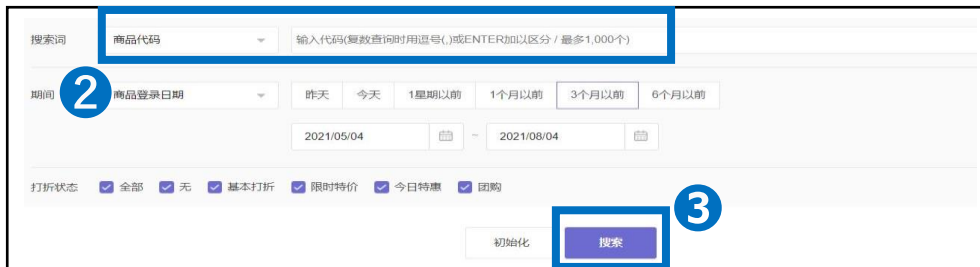 搜索词 商品代码 输入代码(复数查询时用逗号(,)或ENTER加以区分 / 最多1,000个)
2
期间 商品登录日期 昨天 今天 1星期以前 1个月以前 3个月以前 6个月以前
2021/05/04 ~ 2021/08/04
打折状态 全部 无 基本打折 限时特价 今日特惠 团购
3
初始化 搜索